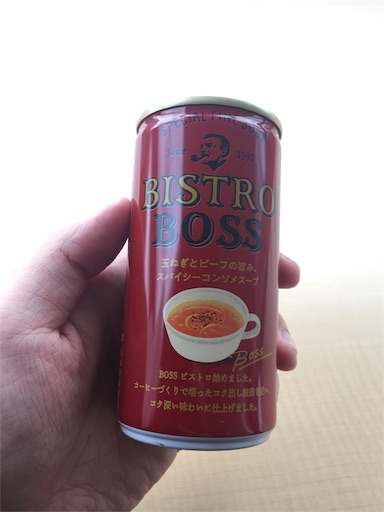 SPECIAL FINE
Since 1992
BISTRO
BOSS
玉ねぎとビーフの旨み、
スパイシーコンソメスープ
BOSS
BOSS ビストロ始めました。
コーヒーづくりで培ったコク出し技術を
コク深い味わいに仕上げました。